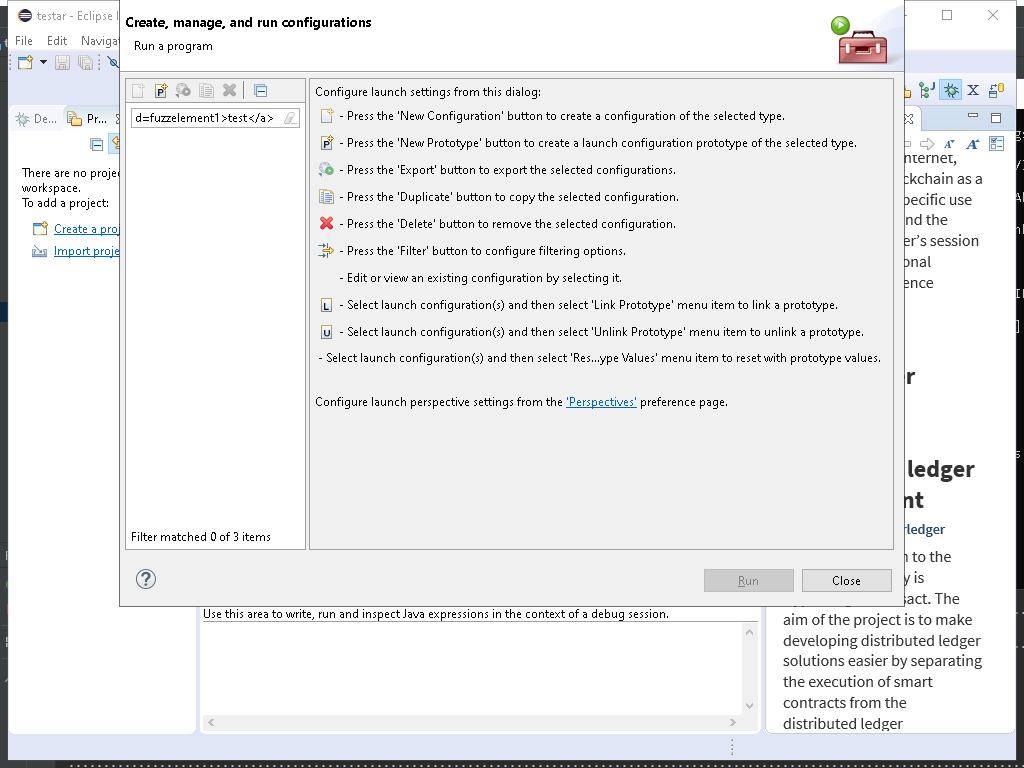 testar - Eclipse I
File Edit Navigat
Create, manage, and run configurations
Run a program
De...
Pr...
There are no proje
workspace.
To add a project:
Create a proj
Import proje
d=fuzzelement1>test</a>
Filter matched 0 of 3 items
Configure launch settings from this dialog:
- Press the 'New Configuration' button to create a configuration of the selected type.
P - Press the 'New Prototype' button to create a launch configuration prototype of the selected type.
- Press the 'Export' button to export the selected configurations.
- Press the 'Duplicate' button to copy the selected configuration.
- Press the 'Delete' button to remove the selected configuration.
- Press the 'Filter' button to configure filtering options.
- Edit or view an existing configuration by selecting it.
L - Select launch configuration(s) and then select 'Link Prototype' menu item to link a prototype.
U - Select launch configuration(s) and then select 'Unlink Prototype' menu item to unlink a prototype.
- Select launch configuration(s) and then select 'Res...ype Values' menu item to reset with prototype values.
Configure launch perspective settings from the 'Perspectives' preference page.
Run
Close
Use this area to write, run and inspect Java expressions in the context of a debug session.
nternet,
ckchain as a
pecific use
nd the
er's session
onal
ence
r
ledger
nt
rledger
n to the
y is
sact. The
aim of the project is to make
developing distributed ledger
solutions easier by separating
the execution of smart
contracts from the
distributed ledger